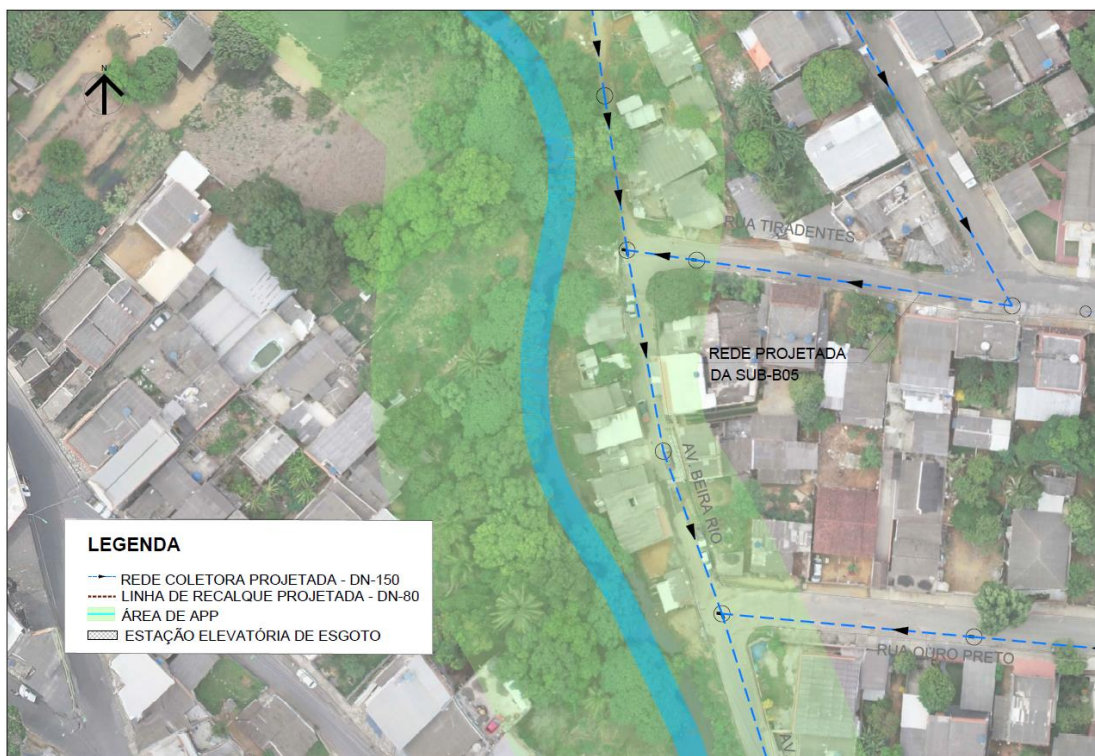 N
RUA TIRADENTES
REDE PROJETADA
DA SUB-B05
AV. BEIRA RIO
RUA OURO PRETO
AV.
LEGENDA
REDE COLETORA PROJETADA - DN-150
LINHA DE RECALQUE PROJETADA - DN-80
ÁREA DE APP
ESTAÇÃO ELEVATÓRIA DE ESGOTO